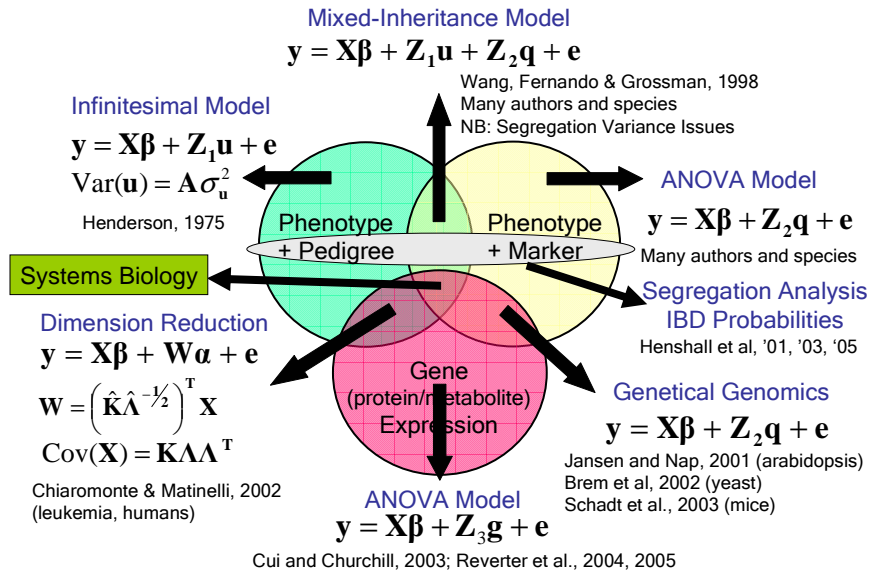 Mixed-Inheritance Model
y = Xβ + Z₁u + Z₂q + e
Wang, Fernando & Grossman, 1998
Many authors and species
NB: Segregation Variance Issues
Infinitesimal Model
y = Xβ + Z₁u + e
Var(u) = Aσ²ᵤ
Henderson, 1975
Phenotype
+ Pedigree
Phenotype
+ Marker
ANOVA Model
y = Xβ + Z₂q + e
Many authors and species
Systems Biology
Segregation Analysis
IBD Probabilities
Henshall et al, '01, '03, '05
Dimension Reduction
y = Xβ + Wα + e
W = (K̂Λ̂^(-1/2))ᵀ X
Cov(X) = KΛΛᵀ
Chiaromonte & Matinelli, 2002
(leukemia, humans)
Gene
(protein/metabolite)
Expression
Genetical Genomics
y = Xβ + Z₂q + e
Jansen and Nap, 2001 (arabidopsis)
Brem et al, 2002 (yeast)
Schadt et al., 2003 (mice)
ANOVA Model
y = Xβ + Z₃g + e
Cui and Churchill, 2003; Reverter et al., 2004, 2005